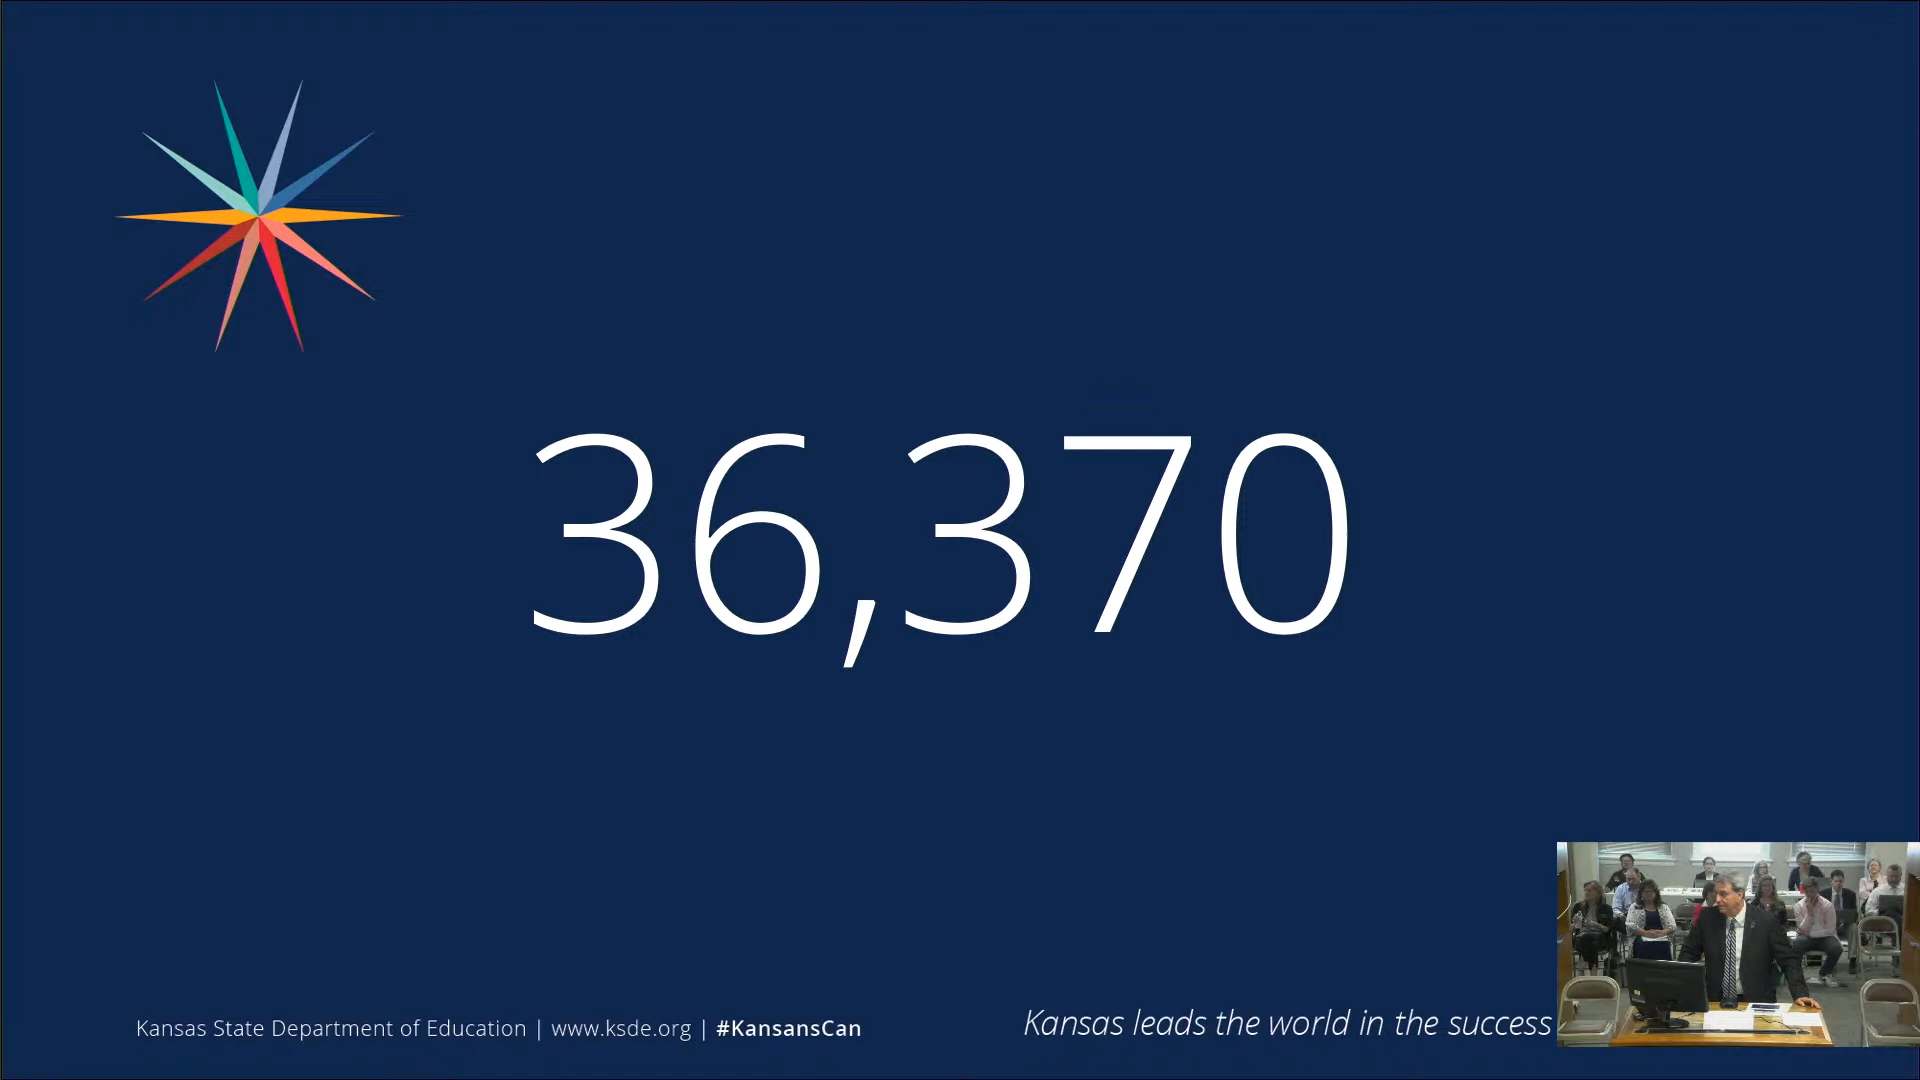 36,370
Kansas State Department of Education | www.ksde.org | #KansansCan
Kansas leads the world in the success